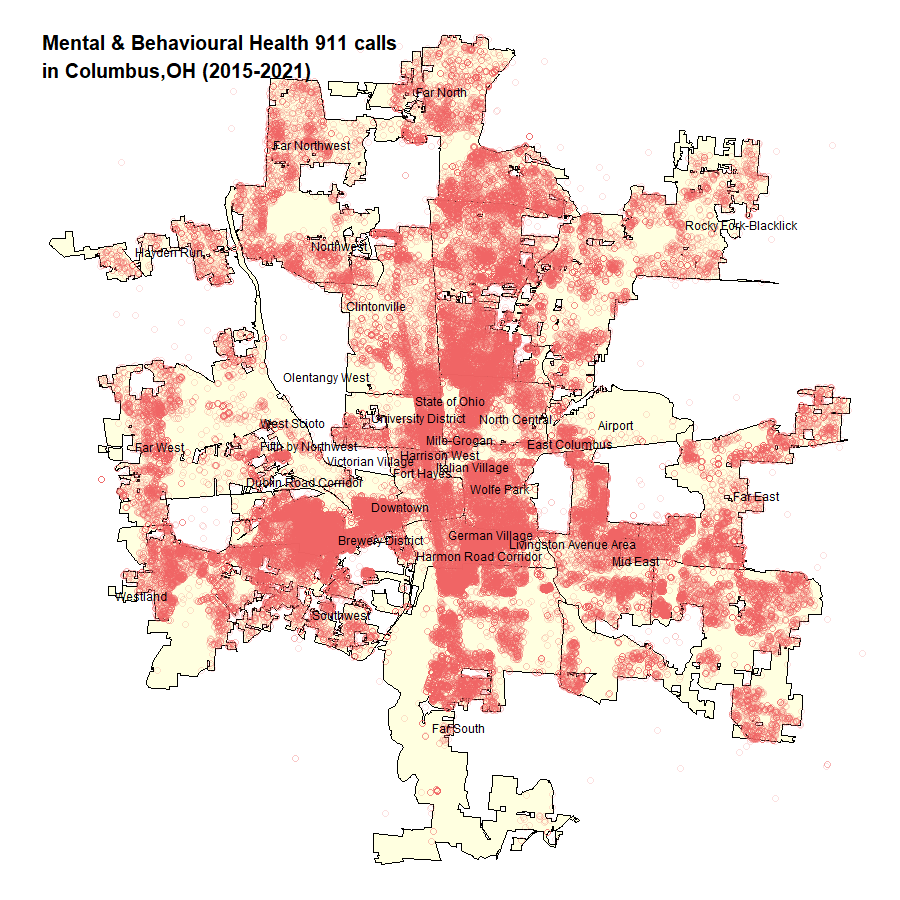 Mental & Behavioural Health 911 calls
in Columbus,OH (2015-2021)
Far North
Far Northwest
Rocky Fork-Blacklick
Northwest
Hayden Run
Clintonville
Olentangy West
State of Ohio
University District
North Central
West Scioto
Airport
Milo-Grogan
East Columbus
Far West
Fifth by Northwest
Harrison West
Victorian Village
Italian Village
Fort Hayes
Dublin Road Corridor
Wolfe Park
Far East
Downtown
German Village
Brewery District
Livingston Avenue Area
Harmon Road Corridor
Mid East
Westland
Southwest
Far South